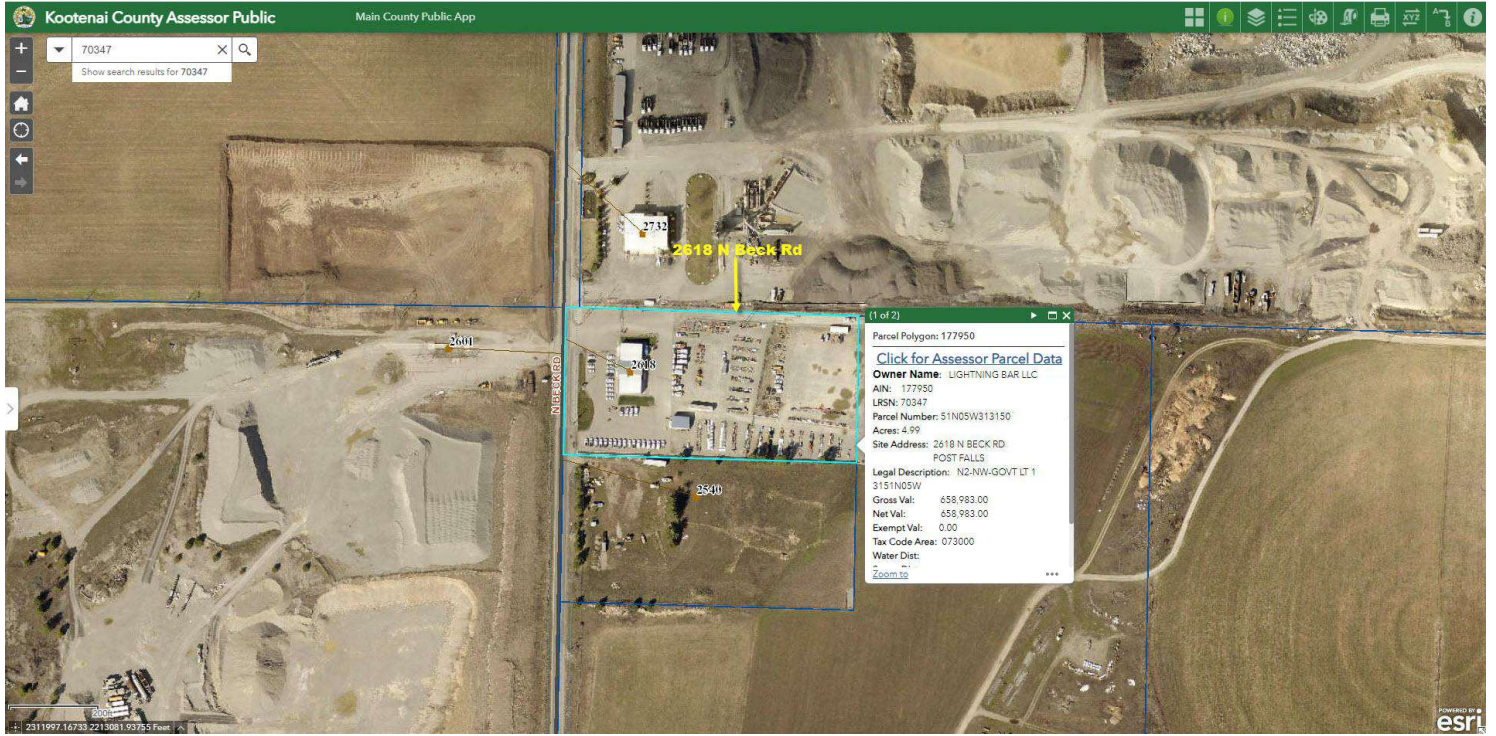 Kootenai County Assessor Public
Main County Public App
70347
Show search results for 70347
2732
2618 N Beck Rd
2601
2618
N BECK RD
2540
(1 of 2)
Parcel Polygon: 177950
Click for Assessor Parcel Data
Owner Name: LIGHTNING BAR LLC
AIN: 177950
LRSN: 70347
Parcel Number: 51N05W313150
Acres: 4.99
Site Address: 2618 N BECK RD
POST FALLS
Legal Description: N2-NW-GOVT LT 1
3151N05W
Gross Val: 658,983.00
Net Val: 658,983.00
Exempt Val: 0.00
Tax Code Area: 073000
Water Dist:
Zoom to
200ft
2311997.16733 2213081.93755 Feet
POWERED BY
esri